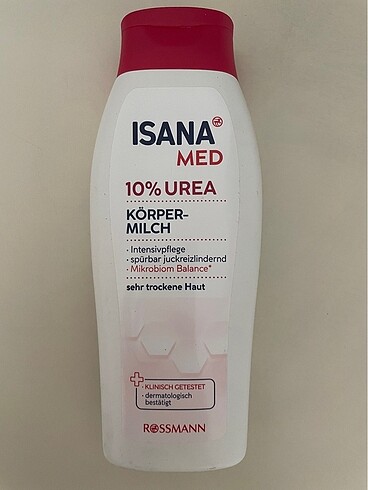 ISANA
MED
10% UREA
KÖRPER-
MILCH
· Intensivpflege
· spürbar juckreizlindernd
· Mikrobiom Balance*
sehr trockene Haut
· KLINISCH GETESTET
· dermatologisch
bestätigt
ROSSMANN